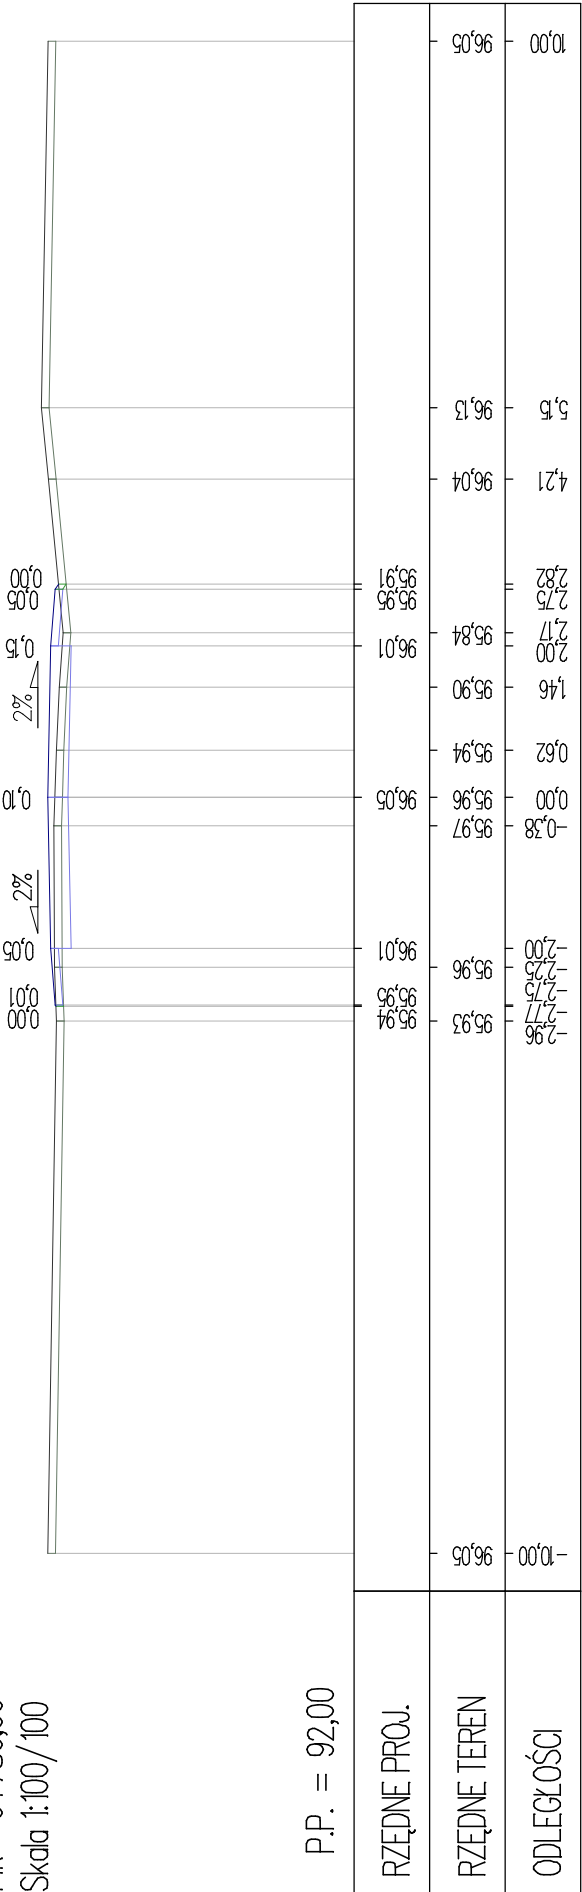 Skala 1:100/100
0,00 0,01 0,05 2% 0,10 2% 0,15 0,05 0,00
P.P. = 92,00
RZĘDNE PROJ. 95,94 95,95 96,01 96,05 96,01 95,95 95,91
RZĘDNE TEREN 96,05 95,93 95,96 95,97 95,96 95,94 95,90 95,84 96,04 96,13 96,05
ODLEGŁOŚCI -10,00 -2,96 -2,77 -2,75 -2,25 -2,00 -0,38 0,00 0,62 1,46 2,00 2,17 2,75 2,82 4,21 5,15 10,00